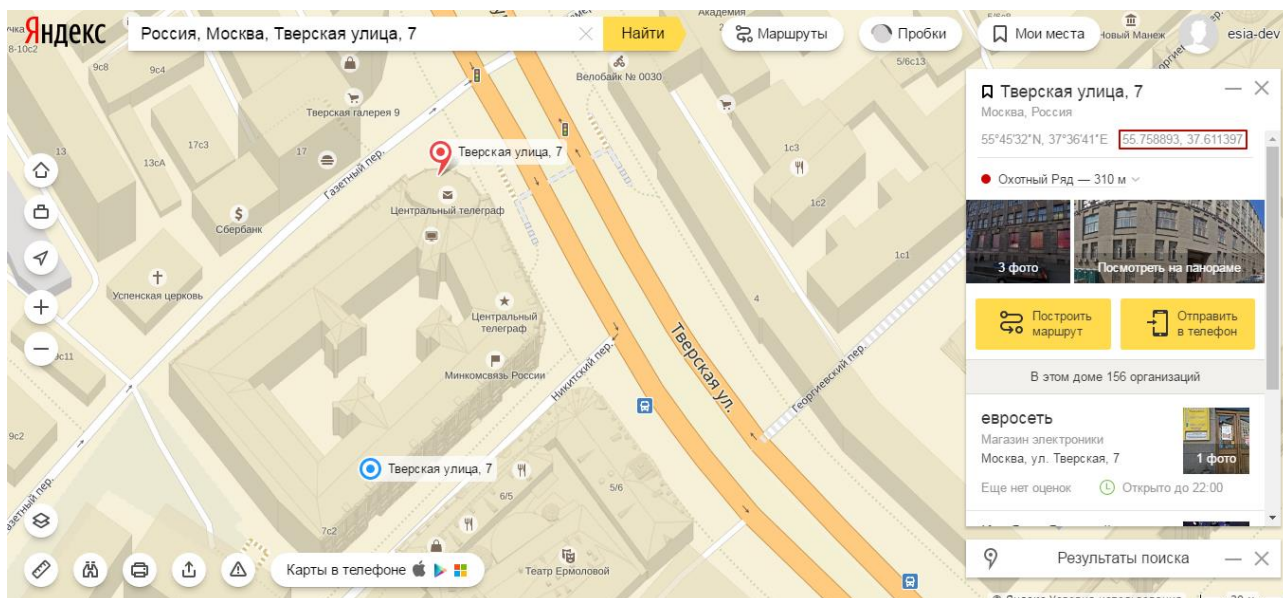 Яндекс
Россия, Москва, Тверская улица, 7
Найти
Маршруты
Пробки
Мои места
esia-dev
Новый Манеж
8-10с2
9с8
9с4
Велобайк № 0030
5/6с13
Тверская галерея 9
17с3
17
13
13сА
1с3
Тверская улица, 7
Газетный пер.
Центральный телеграф
$
Сбербанк
1с2
1с1
Успенская церковь
Центральный
телеграф
4
Тверская ул.
Минкомсвязь России
Никитский пер.
Георгиевский пер.
9с2
Тверская улица, 7
6/5
5/6
7с2
Театр Ермоловой
Карты в телефоне
Тверская улица, 7
Москва, Россия
55°45'32"N, 37°36'41"E 55.758893, 37.611397
Охотный Ряд — 310 м
3 фото
Посмотреть на панораме
Построить
маршрут
Отправить
в телефон
В этом доме 156 организаций
евросеть
Магазин электроники
Москва, ул. Тверская, 7
1 фото
Еще нет оценок
Открыто до 22:00
Результаты поиска